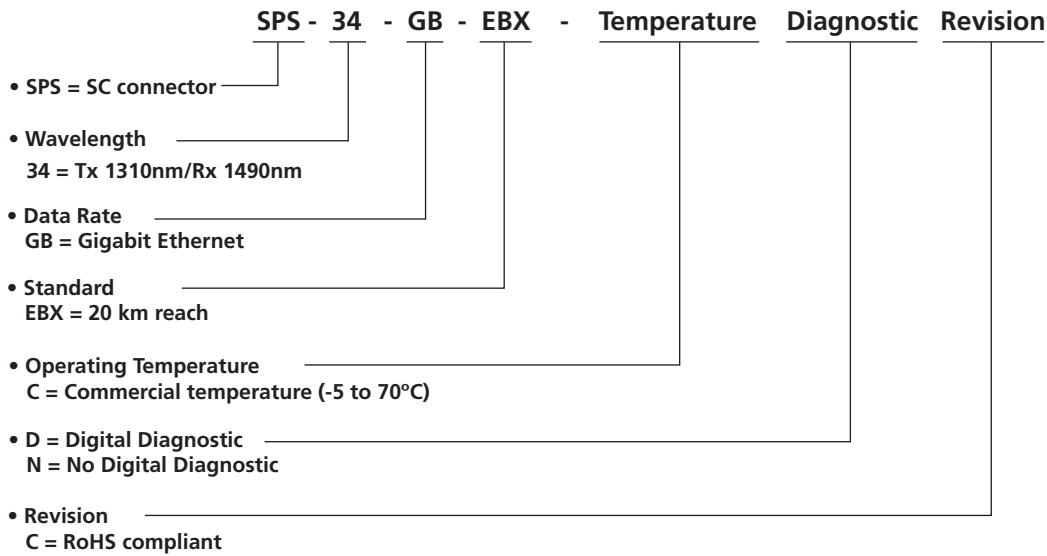 SPS - 34 - GB - EBX - Temperature Diagnostic Revision
• SPS = SC connector
• Wavelength
34 = Tx 1310nm/Rx 1490nm
• Data Rate
GB = Gigabit Ethernet
• Standard
EBX = 20 km reach
• Operating Temperature
C = Commercial temperature (-5 to 70ºC)
• D = Digital Diagnostic
N = No Digital Diagnostic
• Revision
C = RoHS compliant